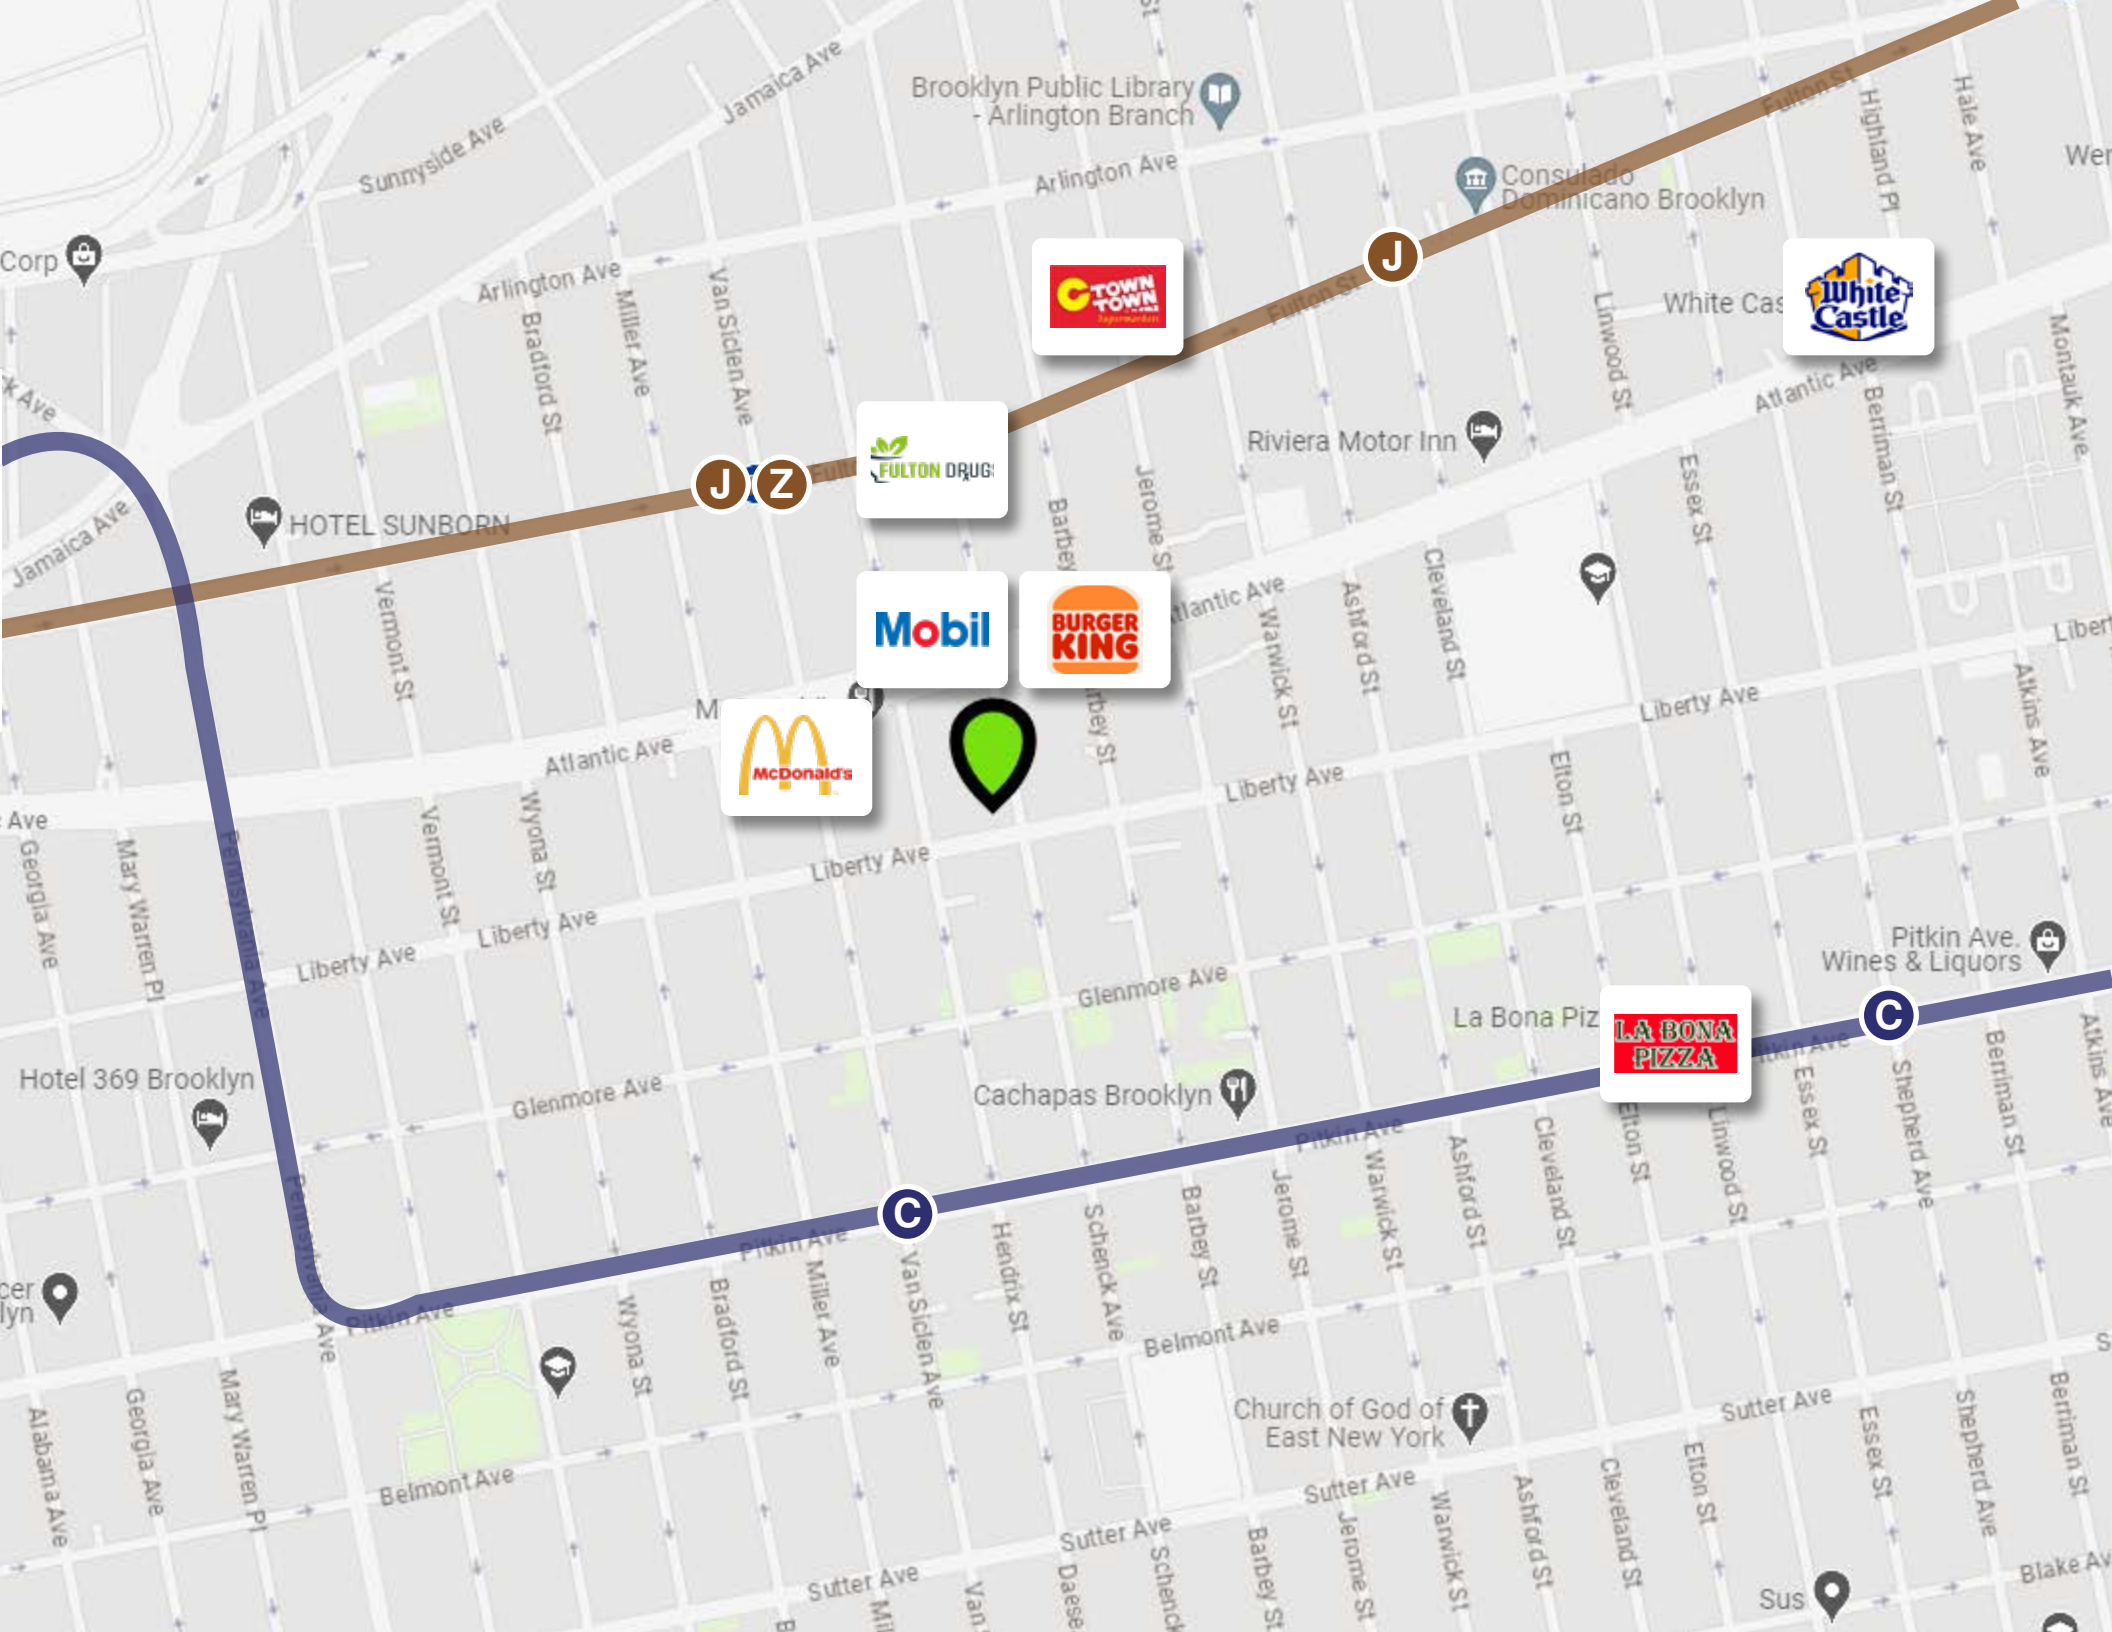 Brooklyn Public Library
- Arlington Branch
Jamaica Ave
Sunnyside Ave
Arlington Ave
Fulton St
Highland Pl
Hale Ave
Consulado
Dominicano Brooklyn
Corp
Arlington Ave
Miller Ave
Van Siclen Ave
Bradford St
C TOWN
TOWN
Supermarkets
J
Fulton St
Linwood St
White Cas
White
Castle
Montauk Ave
Atlantic Ave
Berriman St
Riviera Motor Inn
J
Z
FULTON DRUGS
Essex St
HOTEL SUNBORN
Jamaica Ave
Barbey
Jerome St
Vermont St
Mobil
BURGER
KING
Atlantic Ave
Warwick St
Ashford St
Cleveland St
Liberty Ave
Atkins Ave
McDonald's
Atlantic Ave
Liberty Ave
Elton St
Ave
Georgia Ave
Mary Warren Pl
Pennsylvania Ave
Vermont St
Wyona St
Liberty Ave
Liberty Ave
Liberty Ave
Pitkin Ave.
Wines & Liquors
Glenmore Ave
La Bona Piz
LA BONA
PIZZA
C
Atkins Ave
Hotel 369 Brooklyn
Glenmore Ave
Cachapas Brooklyn
Pitkin Ave
Warwick St
Ashford St
Cleveland St
Elton St
Linwood St
Essex St
Shepherd Ave
Berriman St
Pennsylvania Ave
C
Pitkin Ave
Pitkin Ave
Wyona St
Bradford St
Miller Ave
Van Siclen Ave
Hendrix St
Schenck Ave
Barbey St
Jerome St
Belmont Ave
Church of God of
East New York
Sutter Ave
Alabama Ave
Georgia Ave
Mary Warren Pl
Belmont Ave
Sutter Ave
Sutter Ave
Sutter Ave
Schenck
Barbey St
Jerome St
Warwick St
Ashford St
Cleveland St
Elton St
Essex St
Shepherd Ave
Berriman St
Blake Av
Sus